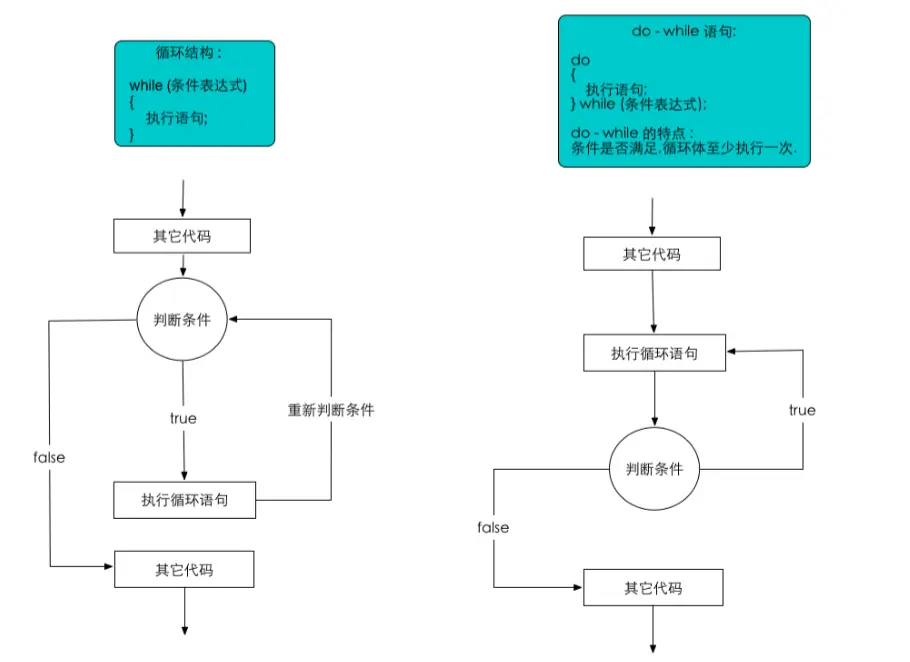 循环结构：
while (条件表达式)
{
执行语句;
}
其它代码
判断条件
true
重新判断条件
false
执行循环语句
其它代码
do - while 语句:
do
{
执行语句;
} while (条件表达式);
do - while 的特点：
条件是否满足,循环体至少执行一次.
其它代码
执行循环语句
true
判断条件
false
其它代码